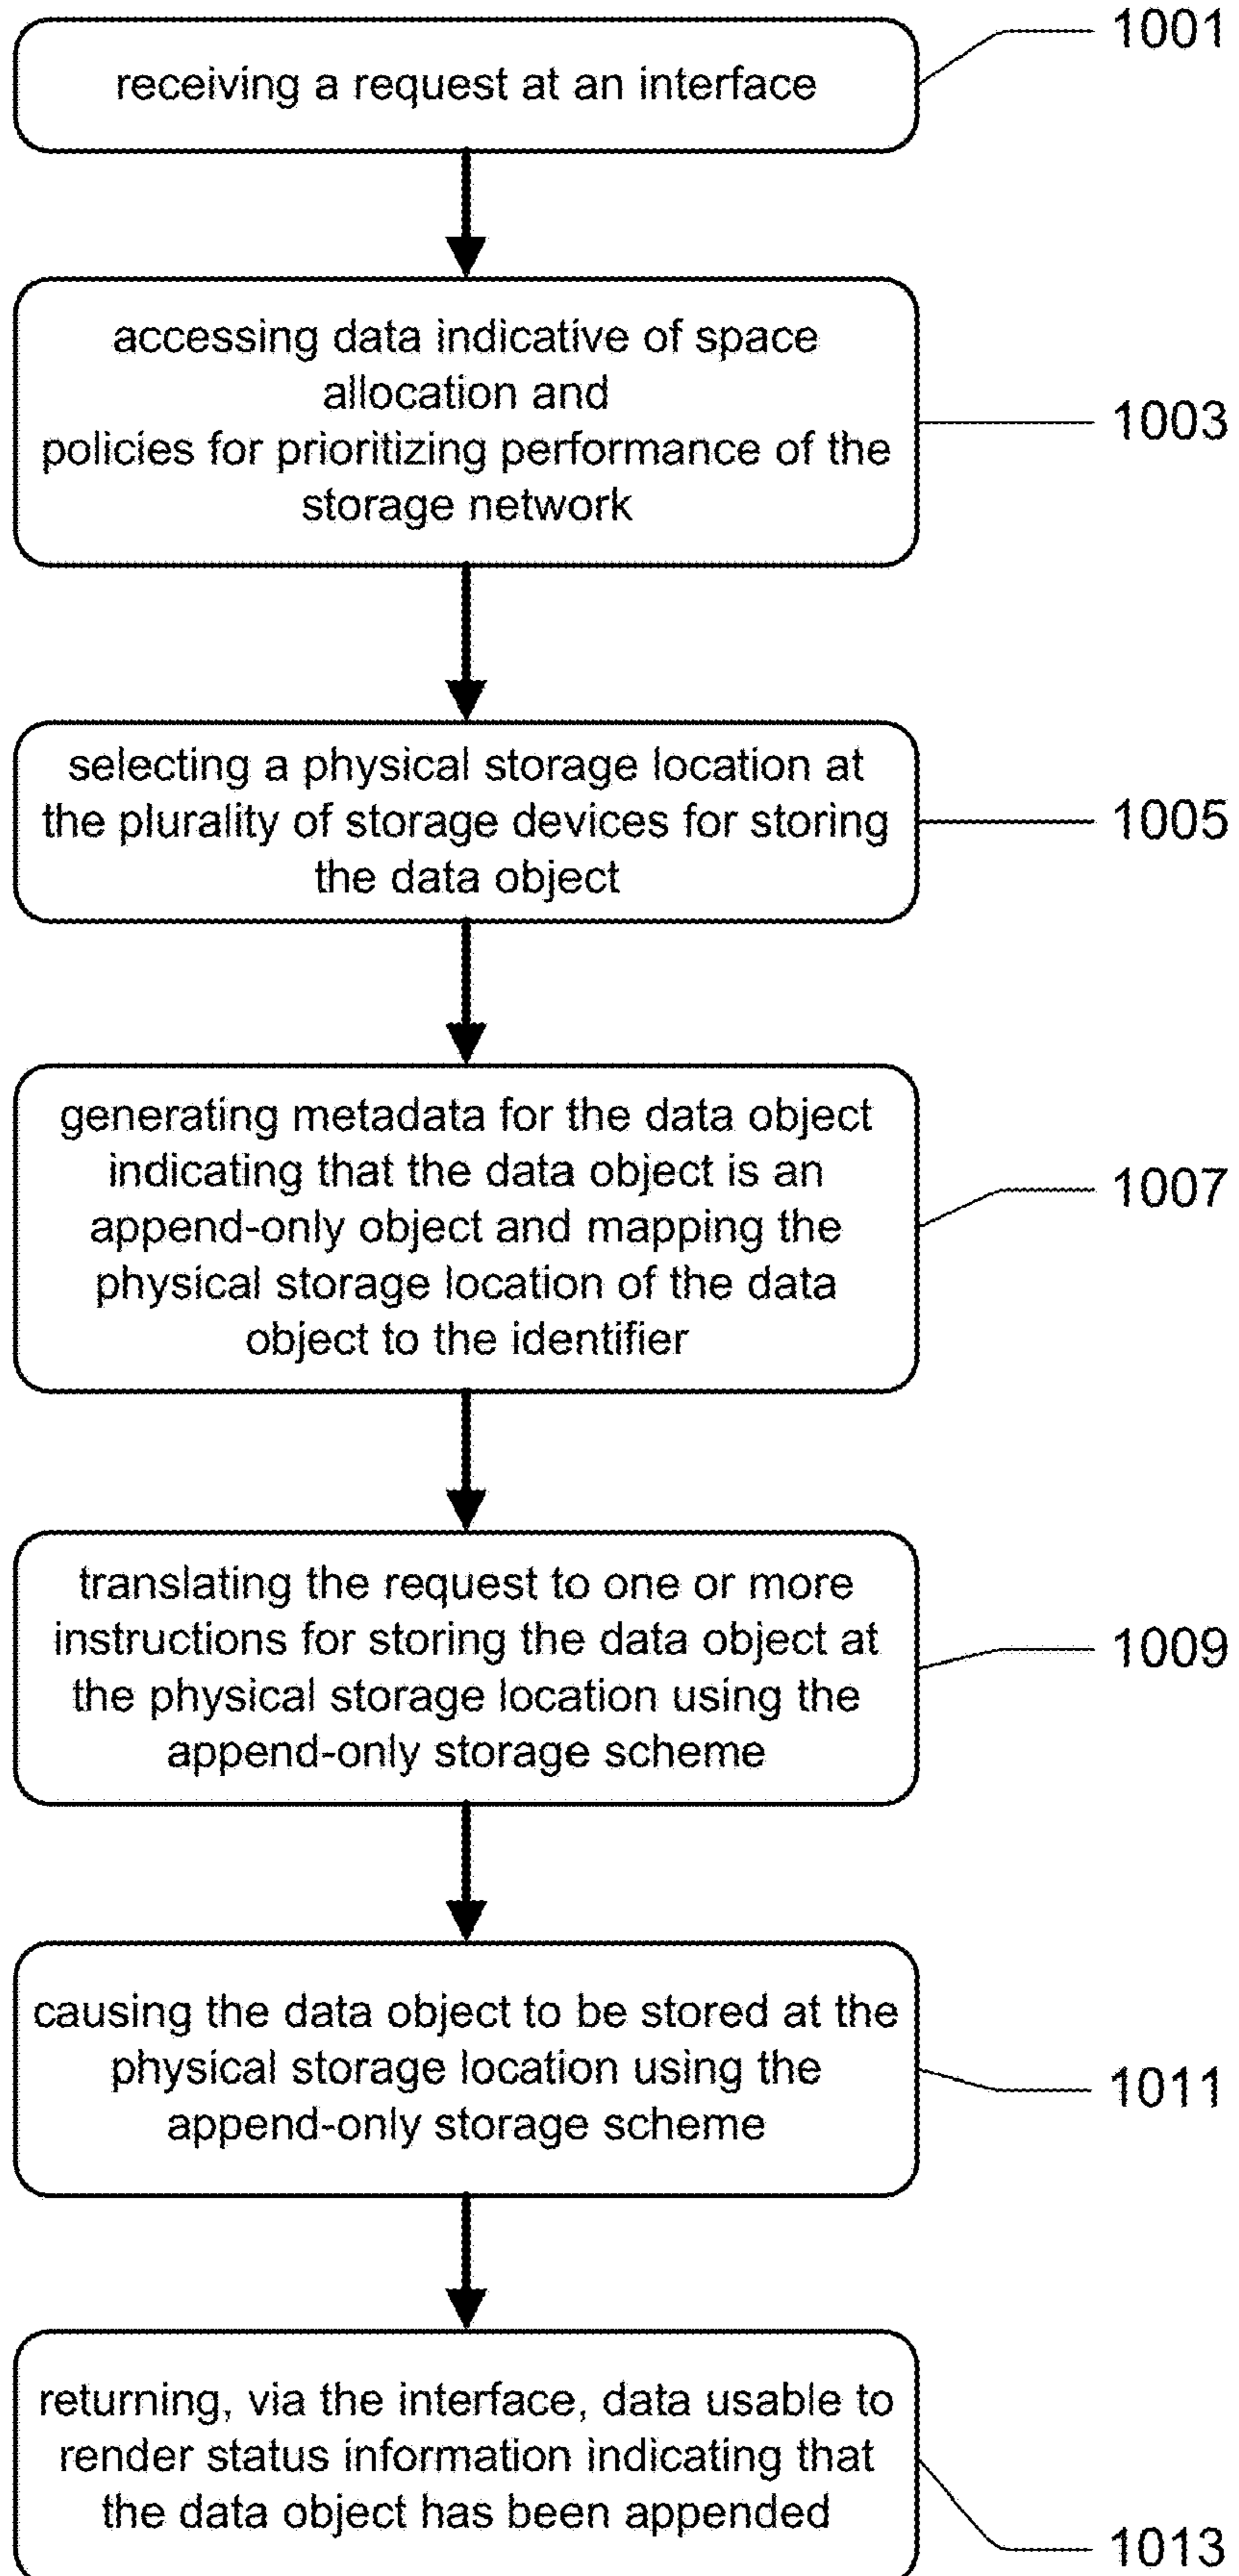 receiving a request at an interface
1001
accessing data indicative of space
allocation and
policies for prioritizing performance of the
storage network
1003
selecting a physical storage location at
the plurality of storage devices for storing
the data object
1005
generating metadata for the data object
indicating that the data object is an
append-only object and mapping the
physical storage location of the data
object to the identifier
1007
translating the request to one or more
instructions for storing the data object at
the physical storage location using the
append-only storage scheme
1009
causing the data object to be stored at the
physical storage location using the
append-only storage scheme
1011
returning, via the interface, data usable to
render status information indicating that
the data object has been appended
1013